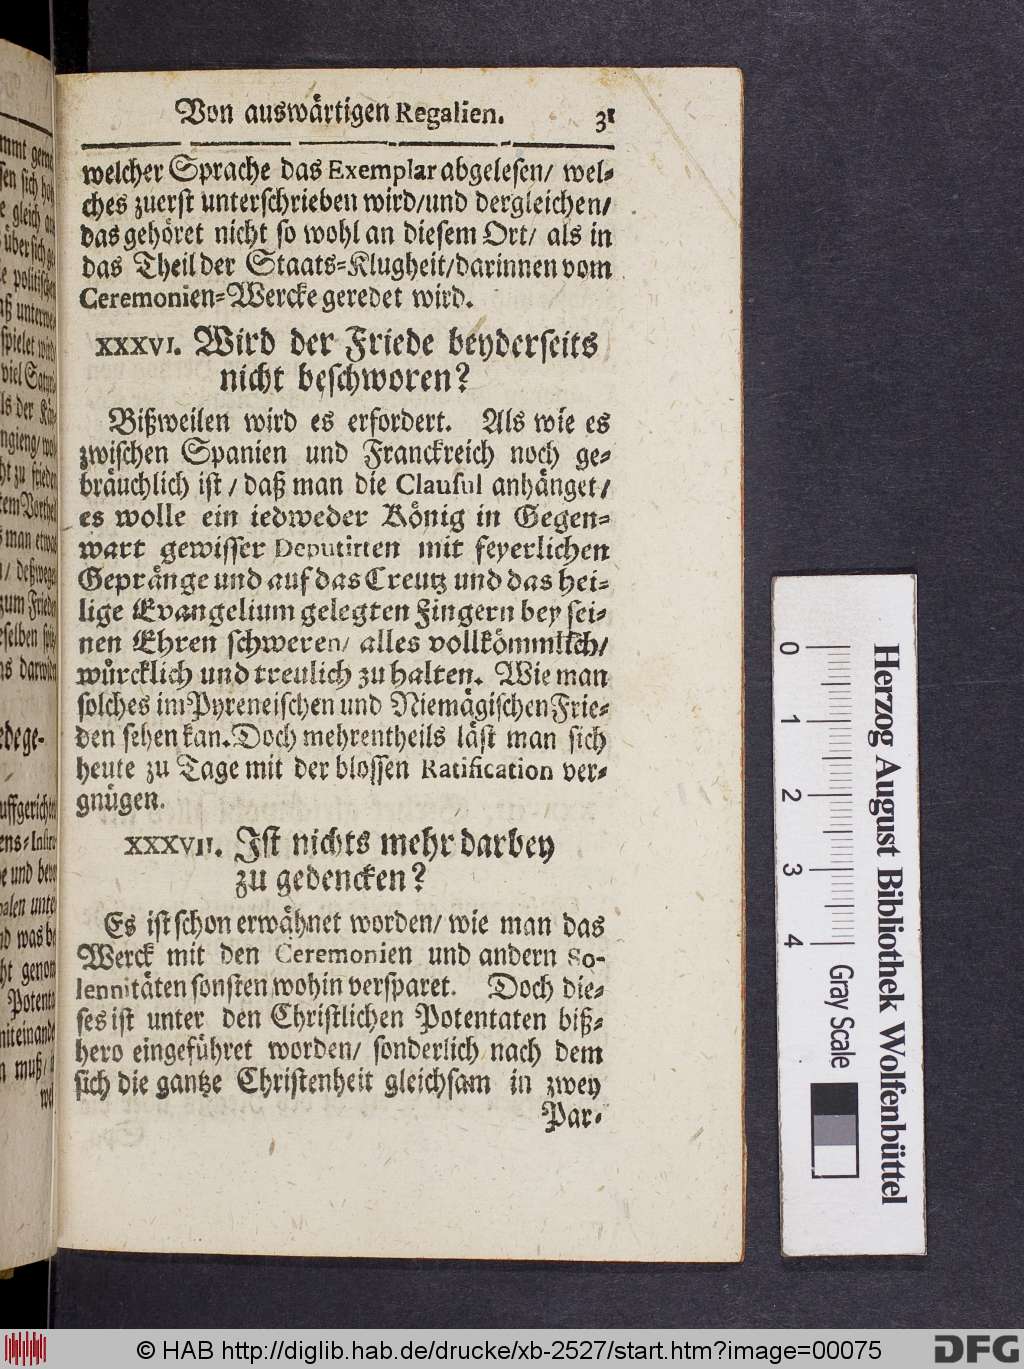 Von auswärtigen Regalien. 31
welcher Sprache das Exemplar abgelesen/ wel-
ches zuerst unterschrieben wird/und dergleichen/
das gehöret nicht so wohl an diesem Ort/ als in
das Theil der Staats-Klugheit/darinnen vom
Ceremonien-Wercke geredet wird.
XXXVI. Wird der Friede beyderseits
nicht beschworen?
Bißweilen wird es erfordert. Als wie es
zwischen Spanien und Franckreich noch ge-
bräuchlich ist/ daß man die Clausul anhänget/
es wolle ein iedweder König in Gegen-
wart gewisser Deputirten mit feyerlichen
Gepränge und auf das Creutz und das hei-
lige Evangelium gelegten Fingern bey sei-
nen Ehren schweren/ alles vollkömmlich/
würcklich und treulich zu halten. Wie man
solches im Pyreneischen und Niemägischen Frie-
den sehen kan. Doch mehrentheils läst man sich
heute zu Tage mit der blossen Ratification ver-
gnügen.
XXXVII. Ist nichts mehr darbey
zu gedencken?
Es ist schon erwähnet worden/ wie man das
Werck mit den Ceremonien und andern So-
lennitäten sonsten wohin versparet. Doch die-
ses ist unter den Christlichen Potentaten biß-
hero eingeführet worden/ sonderlich nach dem
sich die gantze Christenheit gleichsam in zwey
Par-
Herzog August Bibliothek Wolfenbüttel
0 1 2 3 4
Gray Scale
© HAB http://diglib.hab.de/drucke/xb-2527/start.htm?image=00075
DFG